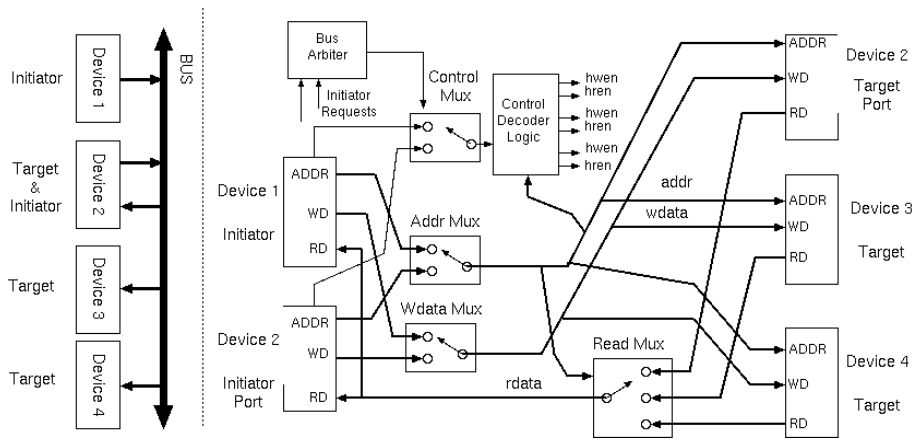 Initiator
Device 1
BUS
Target
&
Initiator
Device 2
Target
Device 3
Target
Device 4
Bus
Arbiter
Initiator
Requests
Control
Mux
Control
Decoder
Logic
hwen
hren
hwen
hren
hwen
hren
Device 1
Initiator
ADDR
WD
RD
Addr Mux
Wdata Mux
Device 2
Initiator
Port
ADDR
WD
RD
rdata
Read Mux
addr
wdata
ADDR
WD
RD
Device 2
Target
Port
ADDR
WD
RD
Device 3
Target
ADDR
WD
RD
Device 4
Target